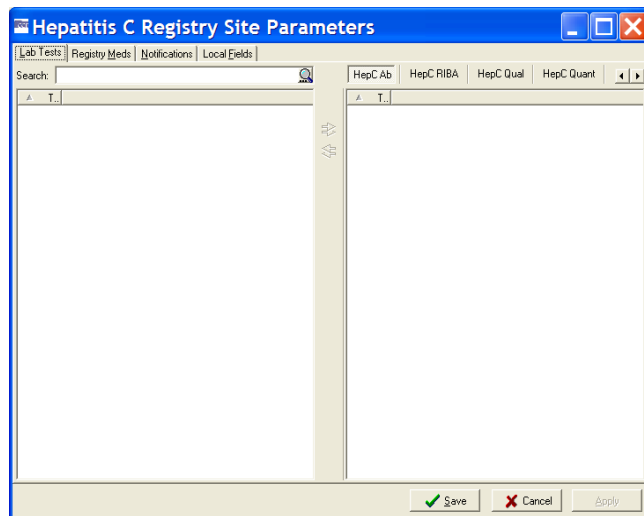 Hepatitis C Registry Site Parameters
Lab Tests Registry Meds Notifications Local Fields
Search: HepC Ab HepC RIBA HepC Qual HepC Quant
T.. T..
Save Cancel Apply